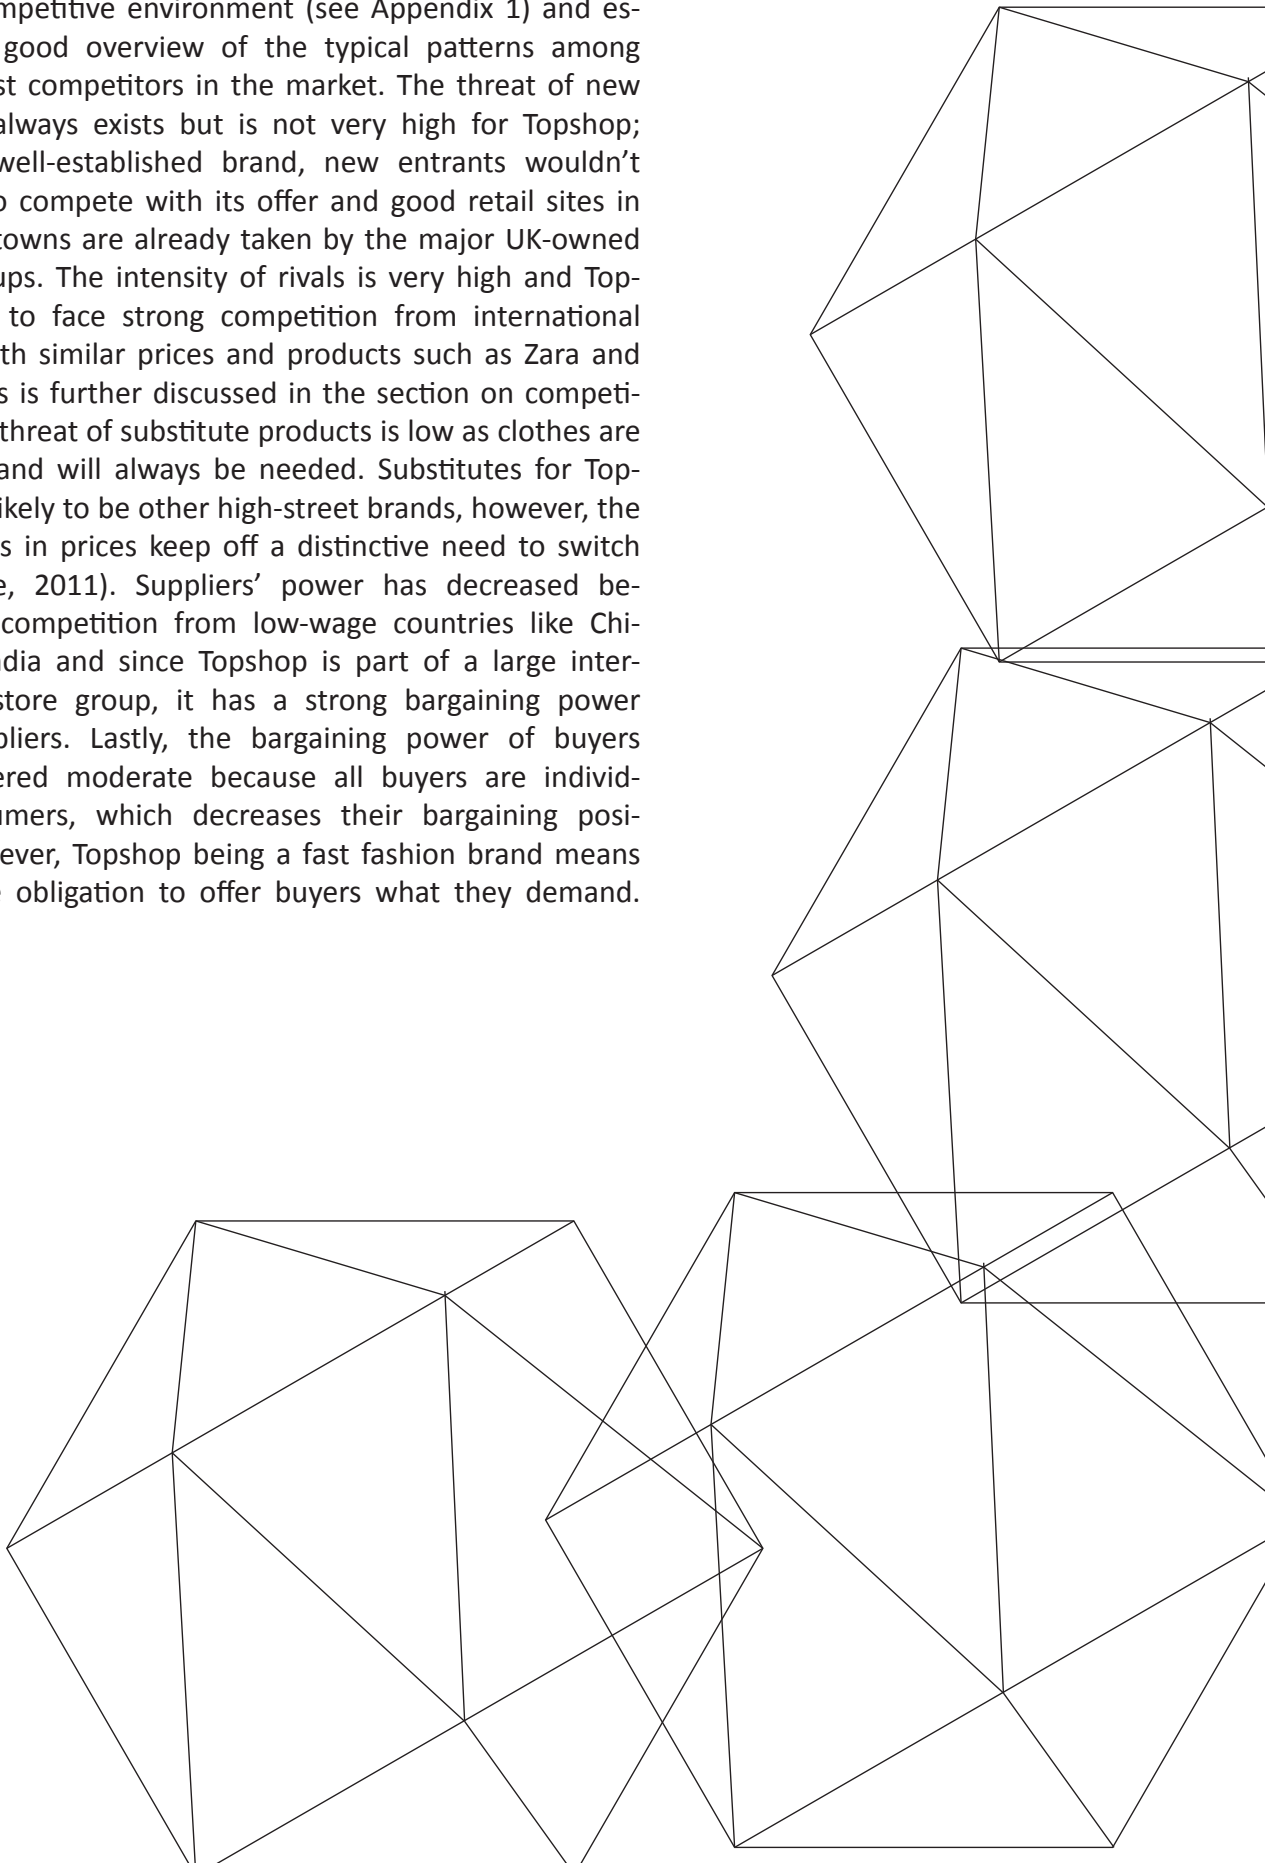 mpetitive environment (see Appendix 1) and es-
good overview of the typical patterns among
st competitors in the market. The threat of new
always exists but is not very high for Topshop;
well-established brand, new entrants wouldn’t
compete with its offer and good retail sites in
towns are already taken by the major UK-owned
ups. The intensity of rivals is very high and Top-
to face strong competition from international
th similar prices and products such as Zara and
s is further discussed in the section on competi-
threat of substitute products is low as clothes are
and will always be needed. Substitutes for Top-
ikely to be other high-street brands, however, the
s in prices keep off a distinctive need to switch
e, 2011). Suppliers’ power has decreased be-
competition from low-wage countries like Chi-
dia and since Topshop is part of a large inter-
store group, it has a strong bargaining power
pliers. Lastly, the bargaining power of buyers
ered moderate because all buyers are individ-
umers, which decreases their bargaining posi-
ever, Topshop being a fast fashion brand means
e obligation to offer buyers what they demand.